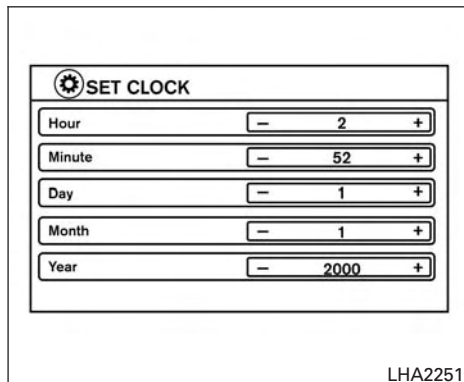 SET CLOCK
Hour – 2 +
Minute – 52 +
Day – 1 +
Month – 1 +
Year – 2000 +
LHA2251